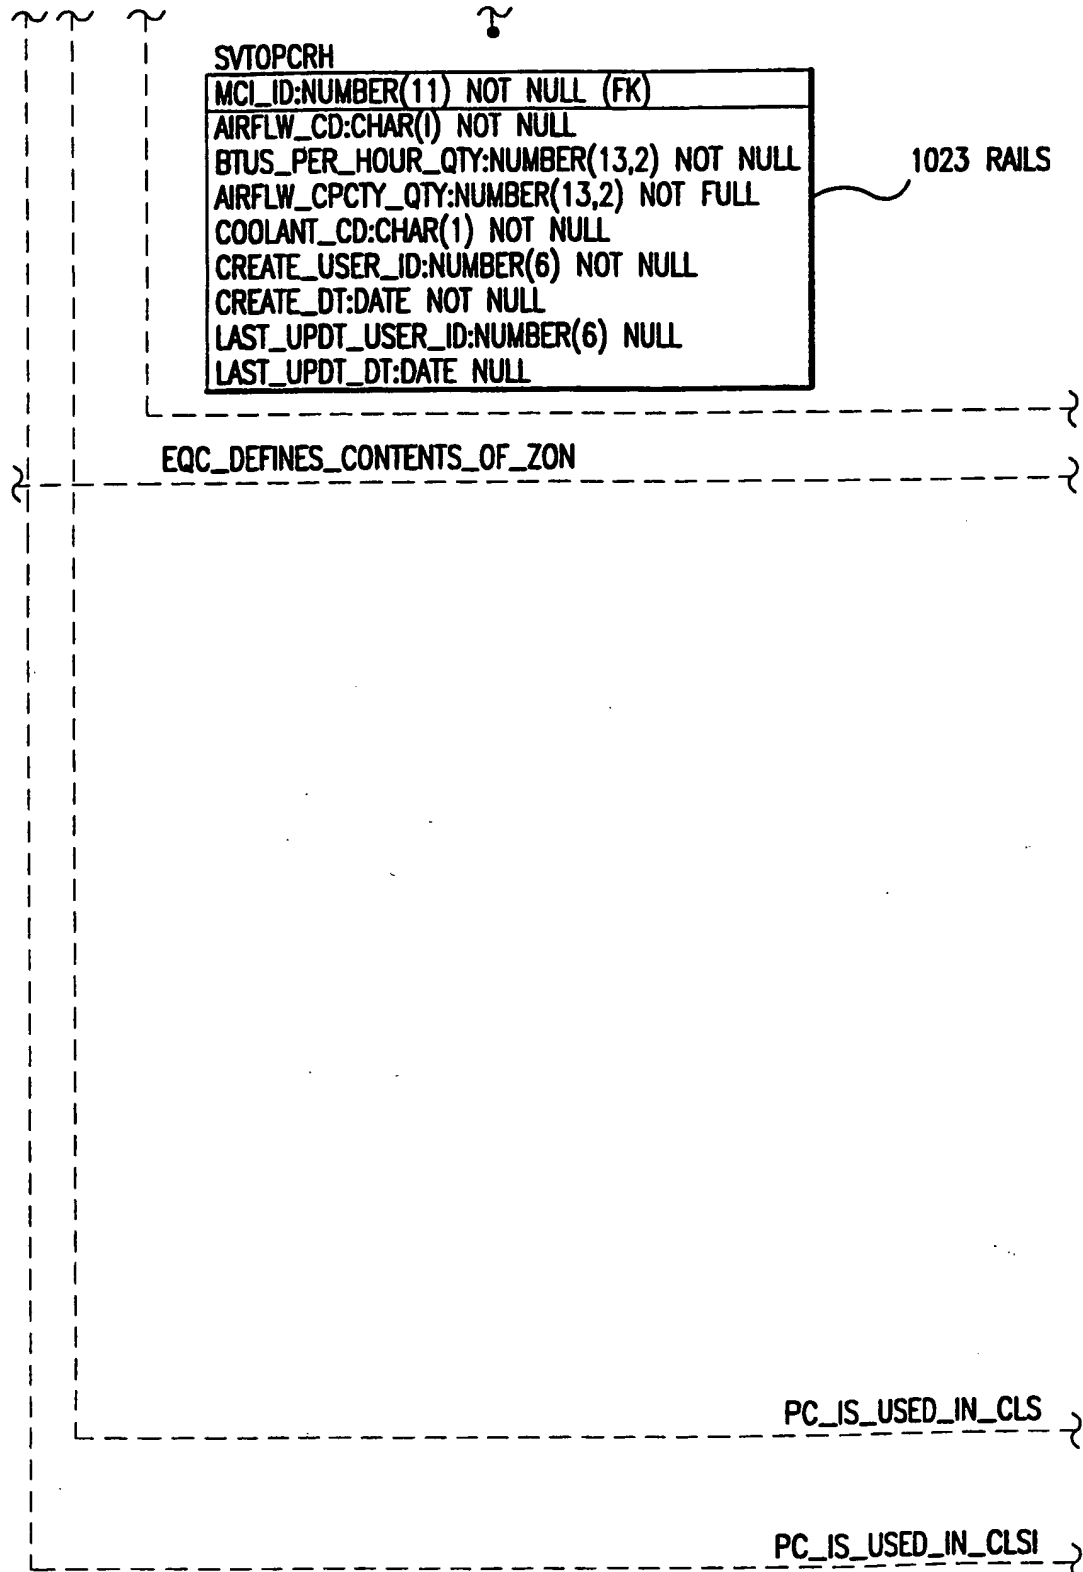 SVTOPCRH
MCI_ID:NUMBER(11) NOT NULL (FK)
AIRFLW_CD:CHAR(I) NOT NULL
BTUS_PER_HOUR_QTY:NUMBER(13,2) NOT NULL
1023 RAILS
AIRFLW_CPCTY_QTY:NUMBER(13,2) NOT FULL
COOLANT_CD:CHAR(1) NOT NULL
CREATE_USER_ID:NUMBER(6) NOT NULL
CREATE_DT:DATE NOT NULL
LAST_UPDT_USER_ID:NUMBER(6) NULL
LAST_UPDT_DT:DATE NULL
EQC_DEFINES_CONTENTS_OF_ZON
PC_IS_USED_IN_CLS
PC_IS_USED_IN_CLSI